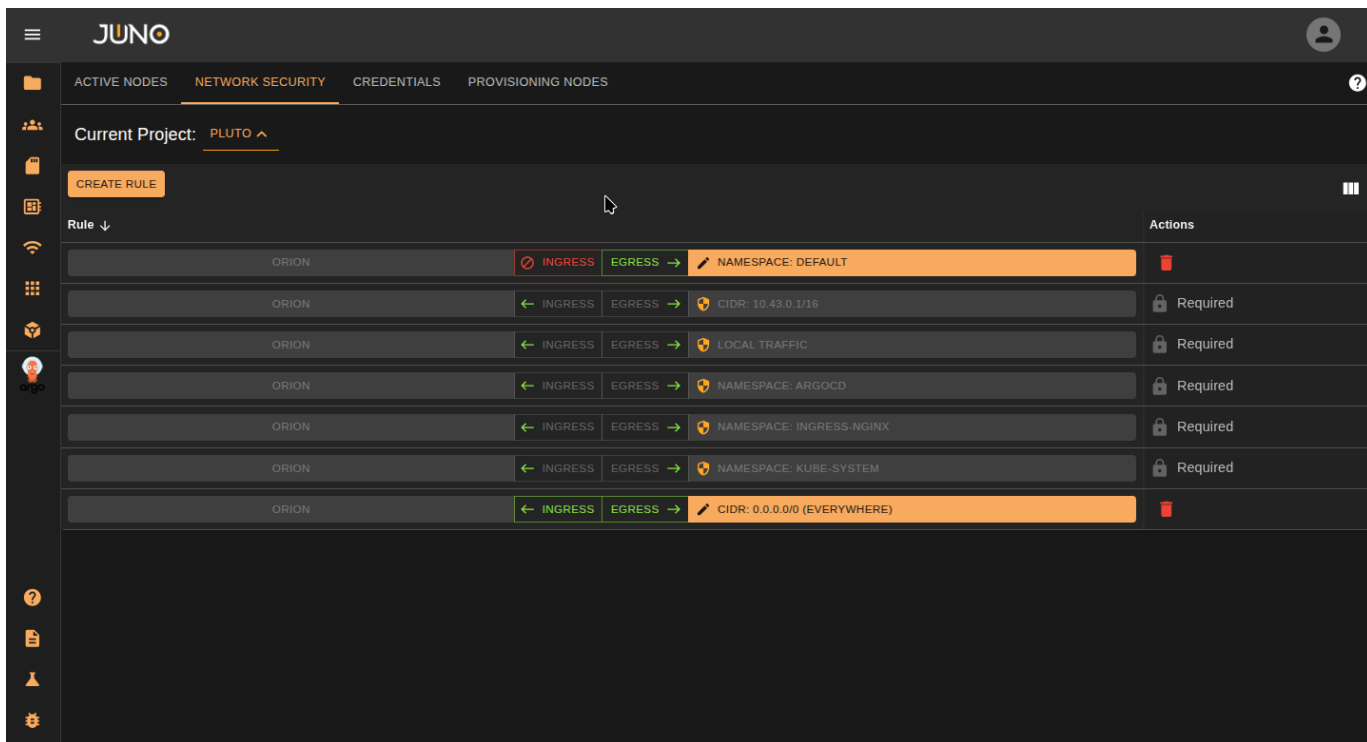 JUNO
ACTIVE NODES NETWORK SECURITY CREDENTIALS PROVISIONING NODES
Current Project: PLUTO
CREATE RULE
Rule Actions
ORION INGRESS EGRESS NAMESPACE: DEFAULT
ORION INGRESS EGRESS CIDR: 10.43.0.1/16 Required
ORION INGRESS EGRESS LOCAL TRAFFIC Required
ORION INGRESS EGRESS NAMESPACE: ARGOCD Required
argo
ORION INGRESS EGRESS NAMESPACE: INGRESS-NGINX Required
ORION INGRESS EGRESS NAMESPACE: KUBE-SYSTEM Required
ORION INGRESS EGRESS CIDR: 0.0.0.0/0 (EVERYWHERE)